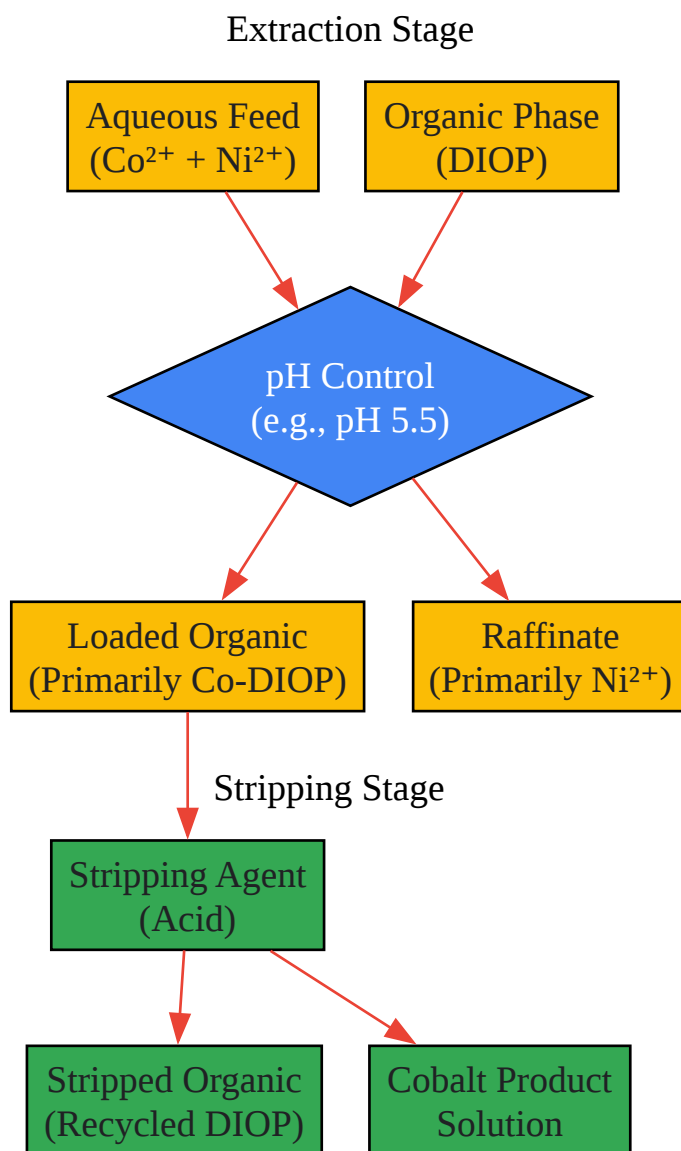 Extraction Stage
Aqueous Feed
(Co²⁺ + Ni²⁺)
Organic Phase
(DIOP)
pH Control
(e.g., pH 5.5)
Loaded Organic
(Primarily Co-DIOP)
Raffinate
(Primarily Ni²⁺)
Stripping Stage
Stripping Agent
(Acid)
Stripped Organic
(Recycled DIOP)
Cobalt Product
Solution